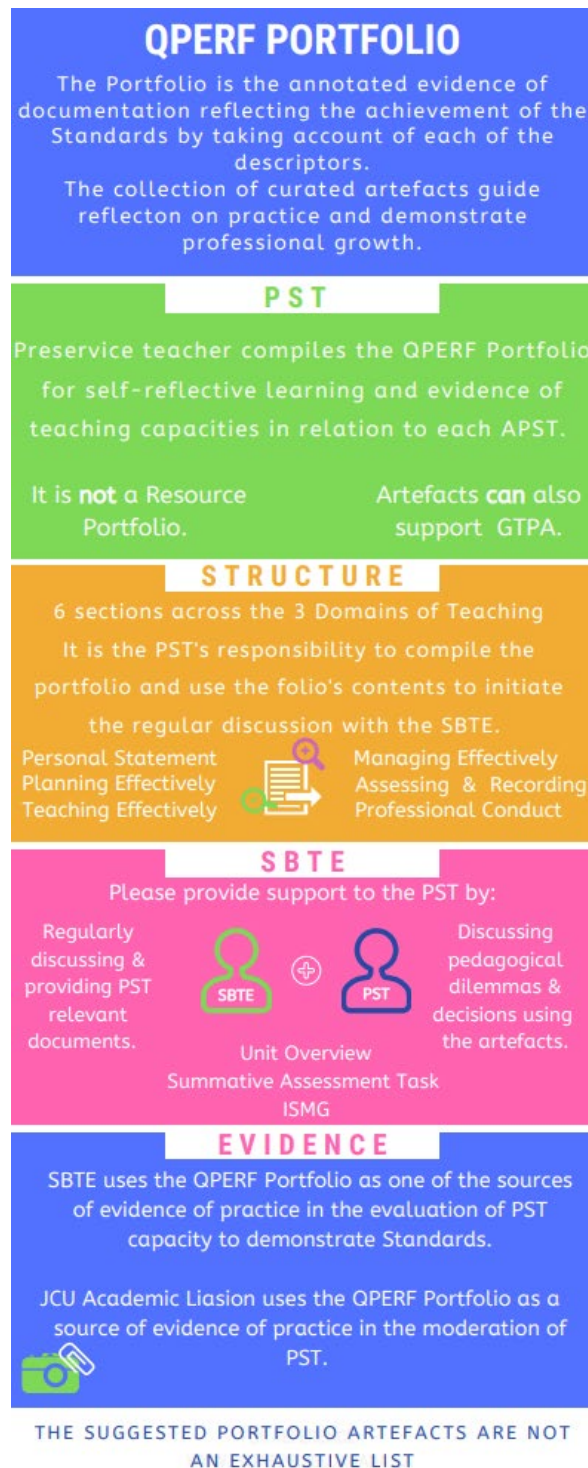 QPERF PORTFOLIO
The Portfolio is the annotated evidence of
documentation reflecting the achievement of the
Standards by taking account of each of the
descriptors.
The collection of curated artefacts guide
reflecton on practice and demonstrate
professional growth.
PST
Preservice teacher compiles the QPERF Portfolio
for self-reflective learning and evidence of
teaching capacities in relation to each APST.
It is not a Resource
Portfolio.
Artefacts can also
support GTPA.
STRUCTURE
6 sections across the 3 Domains of Teaching
It is the PST's responsibility to compile the
portfolio and use the folio's contents to initiate
the regular discussion with the SBTE.
Personal Statement
Planning Effectively
Teaching Effectively
Managing Effectively
Assessing & Recording
Professional Conduct
SBTE
Please provide support to the PST by:
Regularly
discussing &
providing PST
relevant
documents.
SBTE
PST
Discussing
pedagogical
dilemmas &
decisions using
the artefacts.
Unit Overview
Summative Assessment Task
ISMG
EVIDENCE
SBTE uses the QPERF Portfolio as one of the sources
of evidence of practice in the evaluation of PST
capacity to demonstrate Standards.
JCU Academic Liasion uses the QPERF Portfolio as a
source of evidence of practice in the moderation of
PST.
THE SUGGESTED PORTFOLIO ARTEFACTS ARE NOT
AN EXHAUSTIVE LIST